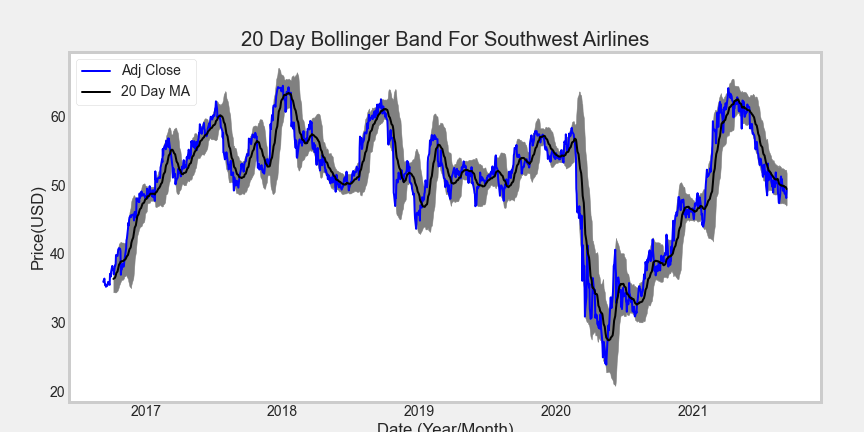 20 Day Bollinger Band For Southwest Airlines
Adj Close
20 Day MA
Price(USD)
60
50
40
30
20
2017
2018
2019
2020
2021
Date (Year/Month)